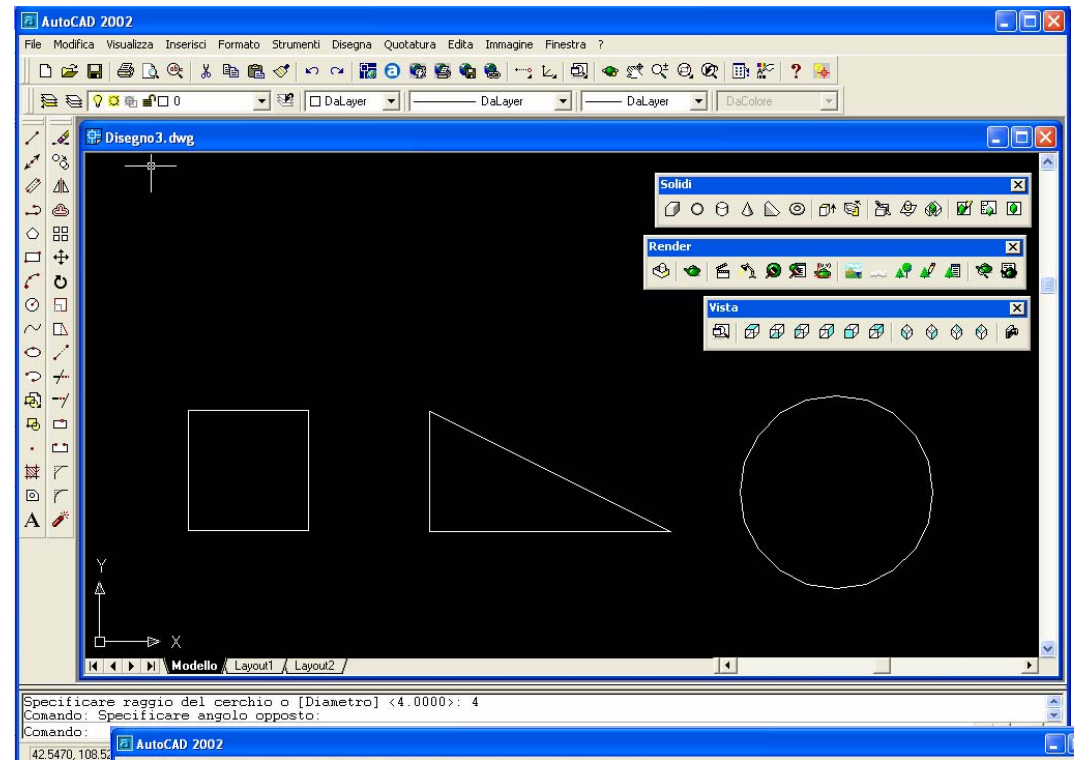 AutoCAD 2002
File Modifica Visualizza Inserisci Formato Strumenti Disegna Quotatura Edita Immagine Finestra ?
0 DaLayer DaLayer DaLayer DaColore
Disegno3.dwg
Solidi
Render
Vista
A
Y
X
Modello Layout1 Layout2
Specificare raggio del cerchio o [Diametro] <4.0000>: 4
Comando: Specificare angolo opposto:
Comando:
AutoCAD 2002
42.5470, 108.52